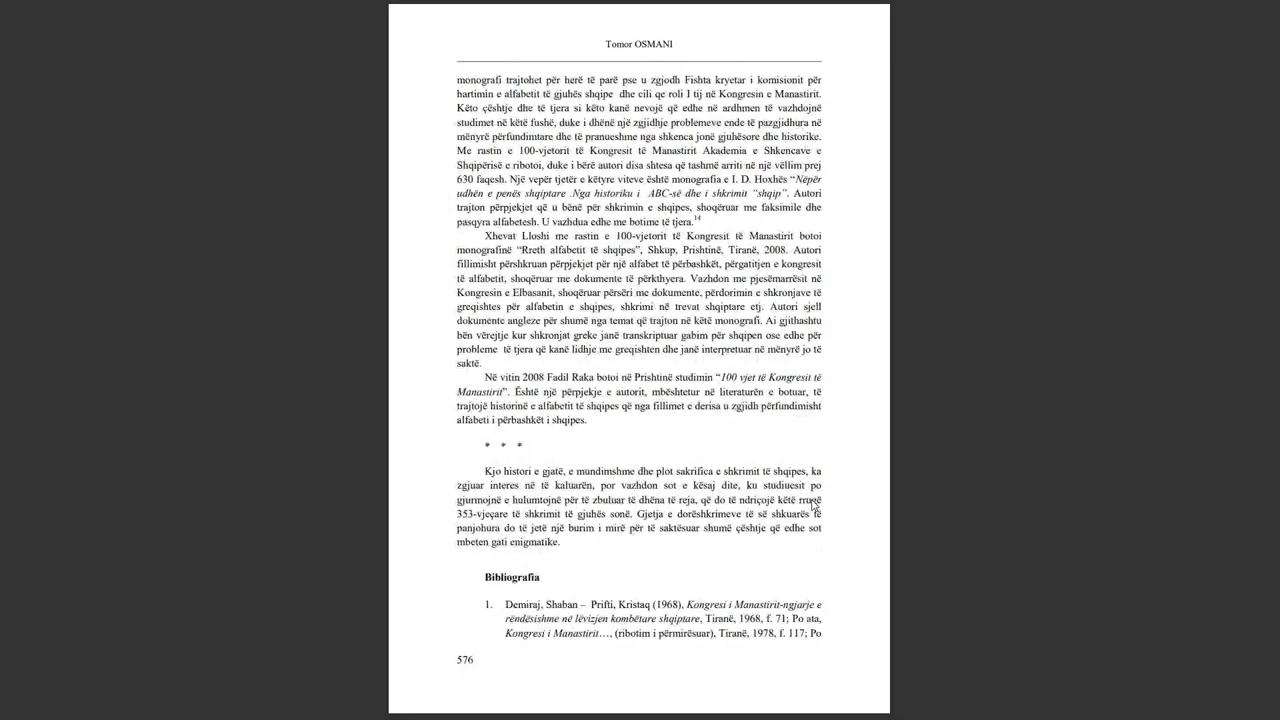 Tomor OSMANI
monografi trajtohet për herë të parë pse u zgjodh Fishta kryetar i komisionit për
hartimin e alfabetit të gjuhës shqipe dhe cili qe roli I tij në Kongresin e Manastirit.
Këto çështje dhe të tjera si këto kanë nevojë që edhe në ardhmen të vazhdojnë
studimet në këtë fushë, duke i dhënë një zgjidhje problemeve ende të pazgjidhura në
mënyrë përfundimtare dhe të pranueshme nga shkenca jonë gjuhësore dhe historike.
Me rastin e 100-vjetorit të Kongresit të Manastirit Akademia e Shkencave e
Shqipërisë e ribotoi, duke i bërë autori disa shtesa që tashmë arriti në një vëllim prej
630 faqesh. Një vepër tjetër e këtyre viteve është monografia e I. D. Hoxhës “Nëpër
udhën e penës shqiptare .Nga historiku i ABC-së dhe i shkrimit “shqip”. Autori
trajton përpjekjet që u bënë për shkrimin e shqipes, shoqëruar me faksimile dhe
pasqyra alfabetesh. U vazhdua edhe me botime të tjera.14
Xhevat Lloshi me rastin e 100-vjetorit të Kongresit të Manastirit botoi
monografinë “Rreth alfabetit të shqipes”, Shkup, Prishtinë, Tiranë, 2008. Autori
fillimisht përshkruan përpjekjet për një alfabet të përbashkët, përgatitjen e kongresit
të alfabetit, shoqëruar me dokumente të përkthyera. Vazhdon me pjesëmarrësit në
Kongresin e Elbasanit, shoqëruar përsëri me dokumente, përdorimin e shkronjave të
greqishtes për alfabetin e shqipes, shkrimi në trevat shqiptare etj. Autori sjell
dokumente angleze për shumë nga temat që trajton në këtë monografi. Ai gjithashtu
bën vërejtje kur shkronjat greke janë transkriptuar gabim për shqipen ose edhe për
probleme të tjera që kanë lidhje me greqishten dhe janë interpretuar në mënyrë jo të
saktë.
Në vitin 2008 Fadil Raka botoi në Prishtinë studimin “100 vjet të Kongresit të
Manastirit”. Është një përpjekje e autorit, mbështetur në literaturën e botuar, të
trajtojë historinë e alfabetit të shqipes që nga fillimet e derisa u zgjidh përfundimisht
alfabeti i përbashkët i shqipes.
* * *
Kjo histori e gjatë, e mundimshme dhe plot sakrifica e shkrimit të shqipes, ka
zgjuar interes në të kaluarën, por vazhdon sot e kësaj dite, ku studiuesit po
gjurmojnë e hulumtojnë për të zbuluar të dhëna të reja, që do të ndriçojë këtë rrugë
353-vjeçare të shkrimit të gjuhës sonë. Gjetja e dorëshkrimeve të së shkuarës të
panjohura do të jetë një burim i mirë për të saktësuar shumë çështje që edhe sot
mbeten gati enigmatike.
Bibliografia
1. Demiraj, Shaban – Prifti, Kristaq (1968), Kongresi i Manastirit-ngjarje e
rëndësishme në lëvizjen kombëtare shqiptare, Tiranë, 1968, f. 71; Po ata,
Kongresi i Manastirit…, (ribotim i përmirësuar), Tiranë, 1978, f. 117; Po
576